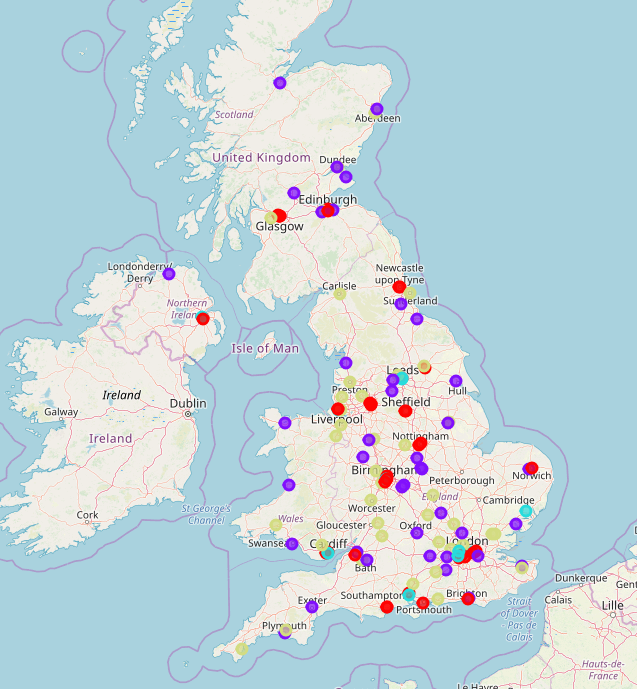 Scotland
Aberdeen
United Kingdom
Dundee
Edinburgh
Glasgow
Londonderry/
Derry
Northern
Ireland
Carlisle
Newcastle
upon Tyne
Sunderland
Isle of Man
Leeds
Preston
Hull
Ireland
Dublin
Galway
Ireland
Liverpool
Sheffield
Nottingham
Birmingham
Peterborough
Norwich
Cork
St George's
Channel
Wales
Worcester
England
Cambridge
Gloucester
Oxford
Swansea
Cardiff
London
Bath
Southampton
Portsmouth
Brighton
Exeter
Plymouth
Strait
of Dover
- Pas de
Calais
Dunkerque
Calais
Gent
Lille
Hauts-de-
France
Le Havre